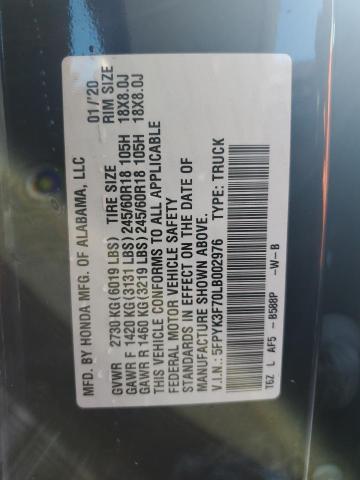 MFD. BY HONDA MFG. OF ALABAMA, LLC 01/'20
GVWR 2730 KG(6019 LBS) TIRE SIZE RIM SIZE
GAWR F 1420 KG(3131 LBS) 245/60R18 105H 18X8.0J
GAWR R 1460 KG(3219 LBS) 245/60R18 105H 18X8.0J
THIS VEHICLE CONFORMS TO ALL APPLICABLE
FEDERAL MOTOR VEHICLE SAFETY
STANDARDS IN EFFECT ON THE DATE OF
MANUFACTURE SHOWN ABOVE.
V.I.N.: 5FPYK3F70LB002976 TYPE: TRUCK
T6Z L AF5 -B588P -W-B